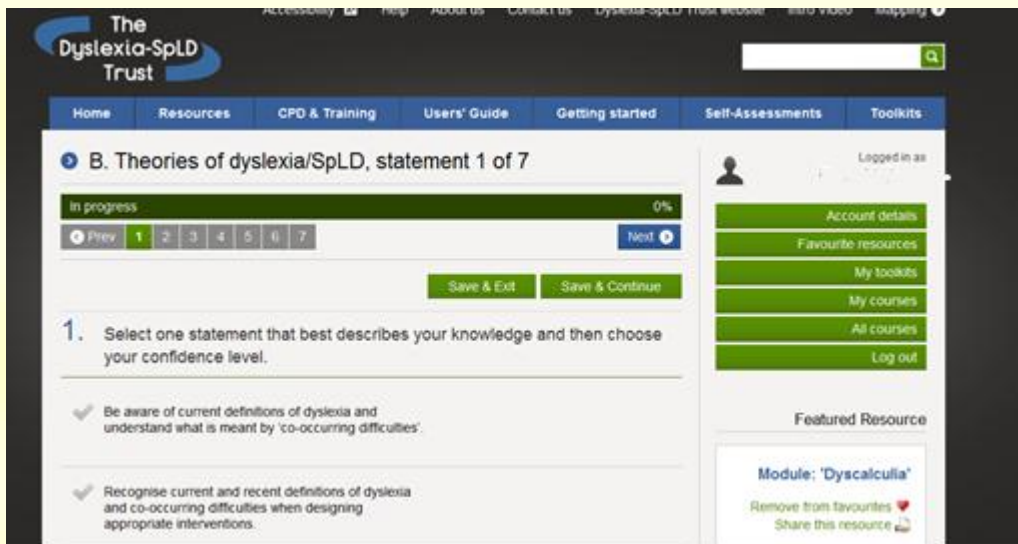 Accessibility Help About us Contact us Dyslexia-SpLD Trust website Intro video Mapping
The
Dyslexia-SpLD
Trust
Home Resources CPD & Training Users' Guide Getting started Self-Assessments Toolkits
B. Theories of dyslexia/SpLD, statement 1 of 7
In progress 0%
Prev 1 2 3 4 5 6 7 Next
Save & Exit Save & Continue
1. Select one statement that best describes your knowledge and then choose
your confidence level.
Be aware of current definitions of dyslexia and
understand what is meant by 'co-occurring difficulties'.
Recognise current and recent definitions of dyslexia
and co-occurring difficulties when designing
appropriate interventions.
Logged in as
Account details
Favourite resources
My toolkits
My courses
All courses
Log out
Featured Resource
Module: 'Dyscalculia'
Remove from favourites
Share this resource